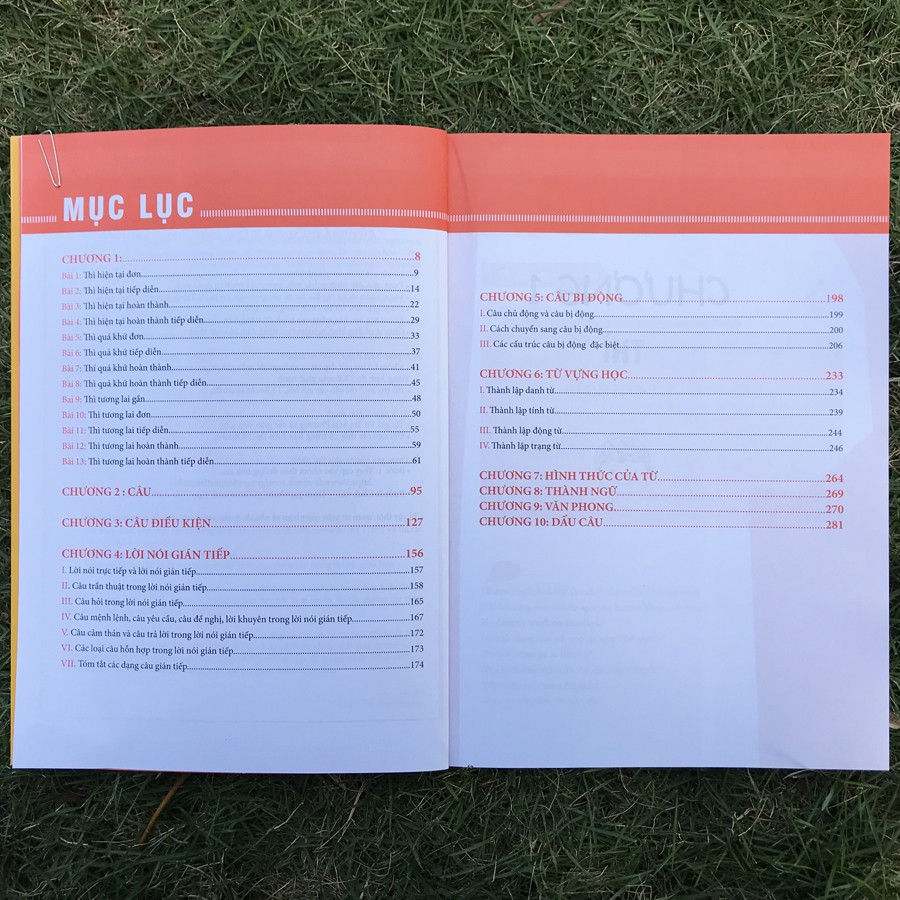 MỤC LỤC
CHƯƠNG 1:........8
Bài 1: Thì hiện tại đơn........9
Bài 2: Thì hiện tại tiếp diễn........14
Bài 3: Thì hiện tại hoàn thành........22
Bài 4: Thì hiện tại hoàn thành tiếp diễn........29
Bài 5: Thì quá khứ đơn........33
Bài 6: Thì quá khứ tiếp diễn........37
Bài 7: Thì quá khứ hoàn thành........41
Bài 8: Thì quá khứ hoàn thành tiếp diễn........45
Bài 9: Thì tương lai gần........48
Bài 10: Thì tương lai đơn........50
Bài 11: Thì tương lai tiếp diễn........55
Bài 12: Thì tương lai hoàn thành........59
Bài 13: Thì tương lai hoàn thành tiếp diễn........61
CHƯƠNG 2 : CÂU........95
CHƯƠNG 3: CÂU ĐIỀU KIỆN........127
CHƯƠNG 4: LỜI NÓI GIÁN TIẾP........156
I. Lời nói trực tiếp và lời nói gián tiếp........157
II. Câu trần thuật trong lời nói gián tiếp........158
III. Câu hỏi trong lời nói gián tiếp........165
IV. Câu mệnh lệnh, câu yêu cầu, câu đề nghị, lời khuyên trong lời nói gián tiếp........167
V. Câu cảm thán và câu trả lời trong lời nói gián tiếp........172
VI. Các loại câu hỗn hợp trong lời nói gián tiếp........173
VII. Tóm tắt các dạng câu gián tiếp........174
CHƯƠNG 5: CÂU BỊ ĐỘNG........198
I. Câu chủ động và câu bị động........199
II. Cách chuyển sang câu bị động........200
III. Các cấu trúc câu bị động đặc biệt........206
CHƯƠNG 6: TỪ VỰNG HỌC........233
I. Thành lập danh từ........234
II. Thành lập tính từ........239
III. Thành lập động từ........244
IV. Thành lập trạng từ........246
CHƯƠNG 7: HÌNH THỨC CỦA TỪ........264
CHƯƠNG 8: THÀNH NGỮ........269
CHƯƠNG 9: VĂN PHONG........270
CHƯƠNG 10: DẤU CÂU........281